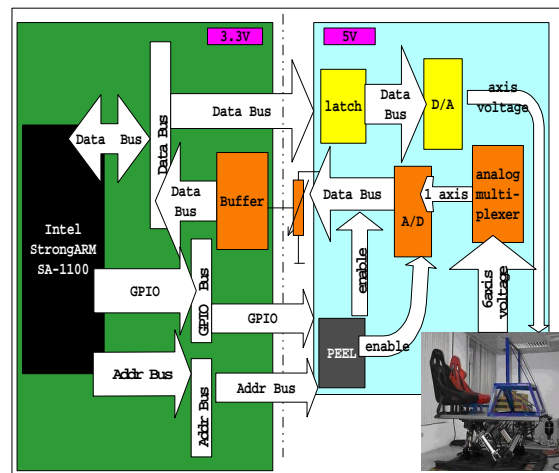 3.3V
5V
Data Bus
latch
Data
Bus
D/A
axis
voltage
Data Bus
Data Bus
Data
Bus
Buffer
Data Bus
A/D
1 axis
analog
multi-
plexer
Intel
StrongARM
SA-1100
GPIO
GPIO Bus
GPIO
enable
6axis
voltage
PEEL
enable
Addr Bus
Addr Bus
Addr Bus